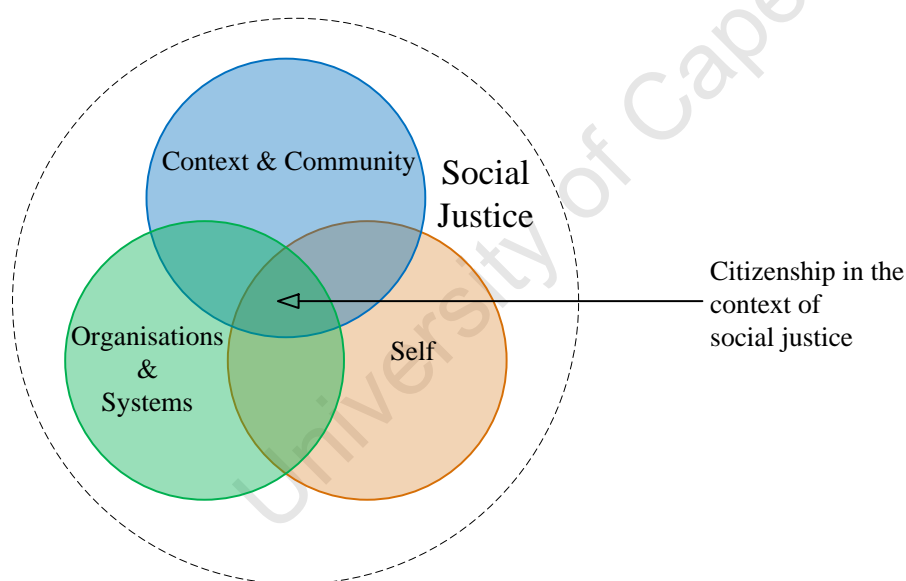 University of Cape
Context & Community
Social
Justice
Citizenship in the
context of
social justice
Organisations
&
Systems
Self